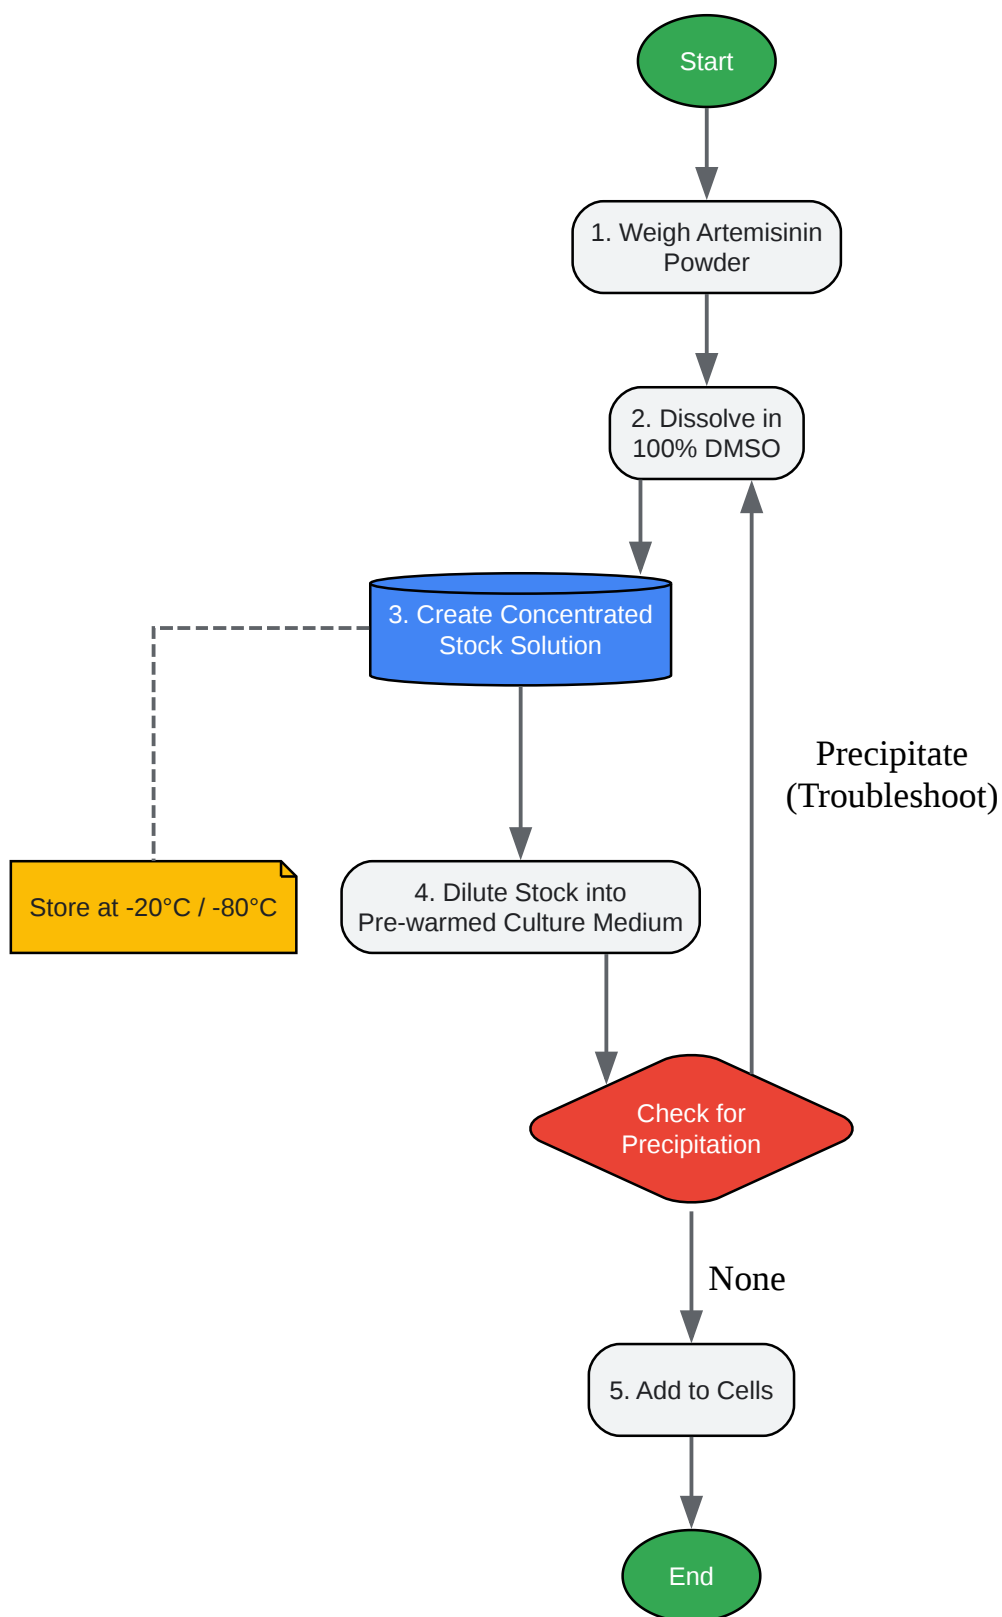 Start
1. Weigh Artemisinin
Powder
2. Dissolve in
100% DMSO
3. Create Concentrated
Stock Solution
Precipitate
(Troubleshoot)
Store at -20°C / -80°C
4. Dilute Stock into
Pre-warmed Culture Medium
Check for
Precipitation
None
5. Add to Cells
End